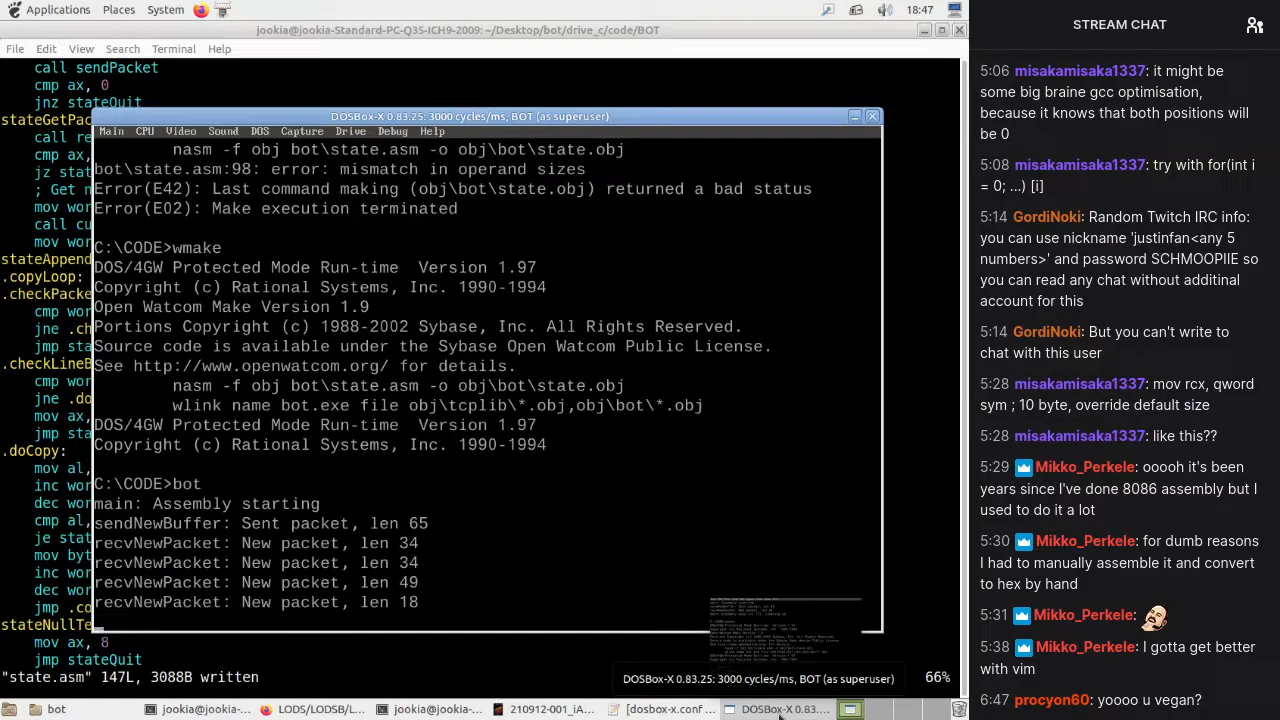 Applications Places System 18:47
jookia@jookia-Standard-PC-Q35-ICH9-2009: ~/Desktop/bot/drive_c/code/BOT
File Edit View Search Terminal Help
call sendPacket
cmp ax, 0
jnz stateQuit
stateGetPac
call re
cmp ax,
jz stat
; Get n
mov wor
call cu
mov wor
stateAppend
.copyLoop:
.checkPacke
cmp wor
jne .ch
jmp sta
.checkLineB
cmp wor
jne .do
mov ax,
jmp sta
.doCopy:
mov al,
inc wor
dec wor
cmp al,
je stat
mov byt
inc wor
dec wor
jmp .co
jmp stateQuit
"state.asm" 147L, 3088B written
66%
DOSBox-X 0.83.25: 3000 cycles/ms, BOT (as superuser)
Main CPU Video Sound DOS Capture Drive Debug Help
nasm -f obj bot\state.asm -o obj\bot\state.obj
bot\state.asm:98: error: mismatch in operand sizes
Error(E42): Last command making (obj\bot\state.obj) returned a bad status
Error(E02): Make execution terminated
C:\CODE>wmake
DOS/4GW Protected Mode Run-time Version 1.97
Copyright (c) Rational Systems, Inc. 1990-1994
Open Watcom Make Version 1.9
Portions Copyright (c) 1988-2002 Sybase, Inc. All Rights Reserved.
Source code is available under the Sybase Open Watcom Public License.
See http://www.openwatcom.org/ for details.
nasm -f obj bot\state.asm -o obj\bot\state.obj
wlink name bot.exe file obj\tcplib\*.obj,obj\bot\*.obj
DOS/4GW Protected Mode Run-time Version 1.97
Copyright (c) Rational Systems, Inc. 1990-1994
C:\CODE>bot
main: Assembly starting
sendNewBuffer: Sent packet, len 65
recvNewPacket: New packet, len 34
recvNewPacket: New packet, len 34
recvNewPacket: New packet, len 49
recvNewPacket: New packet, len 18
DOSBox-X 0.83.25: 3000 cycles/ms, BOT (as superuser)
bot
jookia@jookia-...
LODS/LODSB/L...
jookia@jookia-...
210912-001_iA...
[dosbox-x.conf ...
DOSBox-X 0.83....
STREAM CHAT
5:06 misakamisaka1337: it might be
some big braine gcc optimisation,
because it knows that both positions will
be 0
5:08 misakamisaka1337: try with for(int i
= 0; ...) [i]
5:14 GordiNoki: Random Twitch IRC info:
you can use nickname 'justinfan<any 5
numbers>' and password SCHMOOPIIE so
you can read any chat without additinal
account for this
5:14 GordiNoki: But you can't write to
chat with this user
5:28 misakamisaka1337: mov rcx, qword
sym ; 10 byte, override default size
5:28 misakamisaka1337: like this??
5:29 Mikko_Perkele: ooooh it's been
years since I've done 8086 assembly but I
used to do it a lot
5:30 Mikko_Perkele: for dumb reasons
I had to manually assemble it and convert
to hex by hand
Mikko_Perkele:
Mikko_Perkele: I gotta get better
with vim
6:47 procyon60: yoooo u vegan?